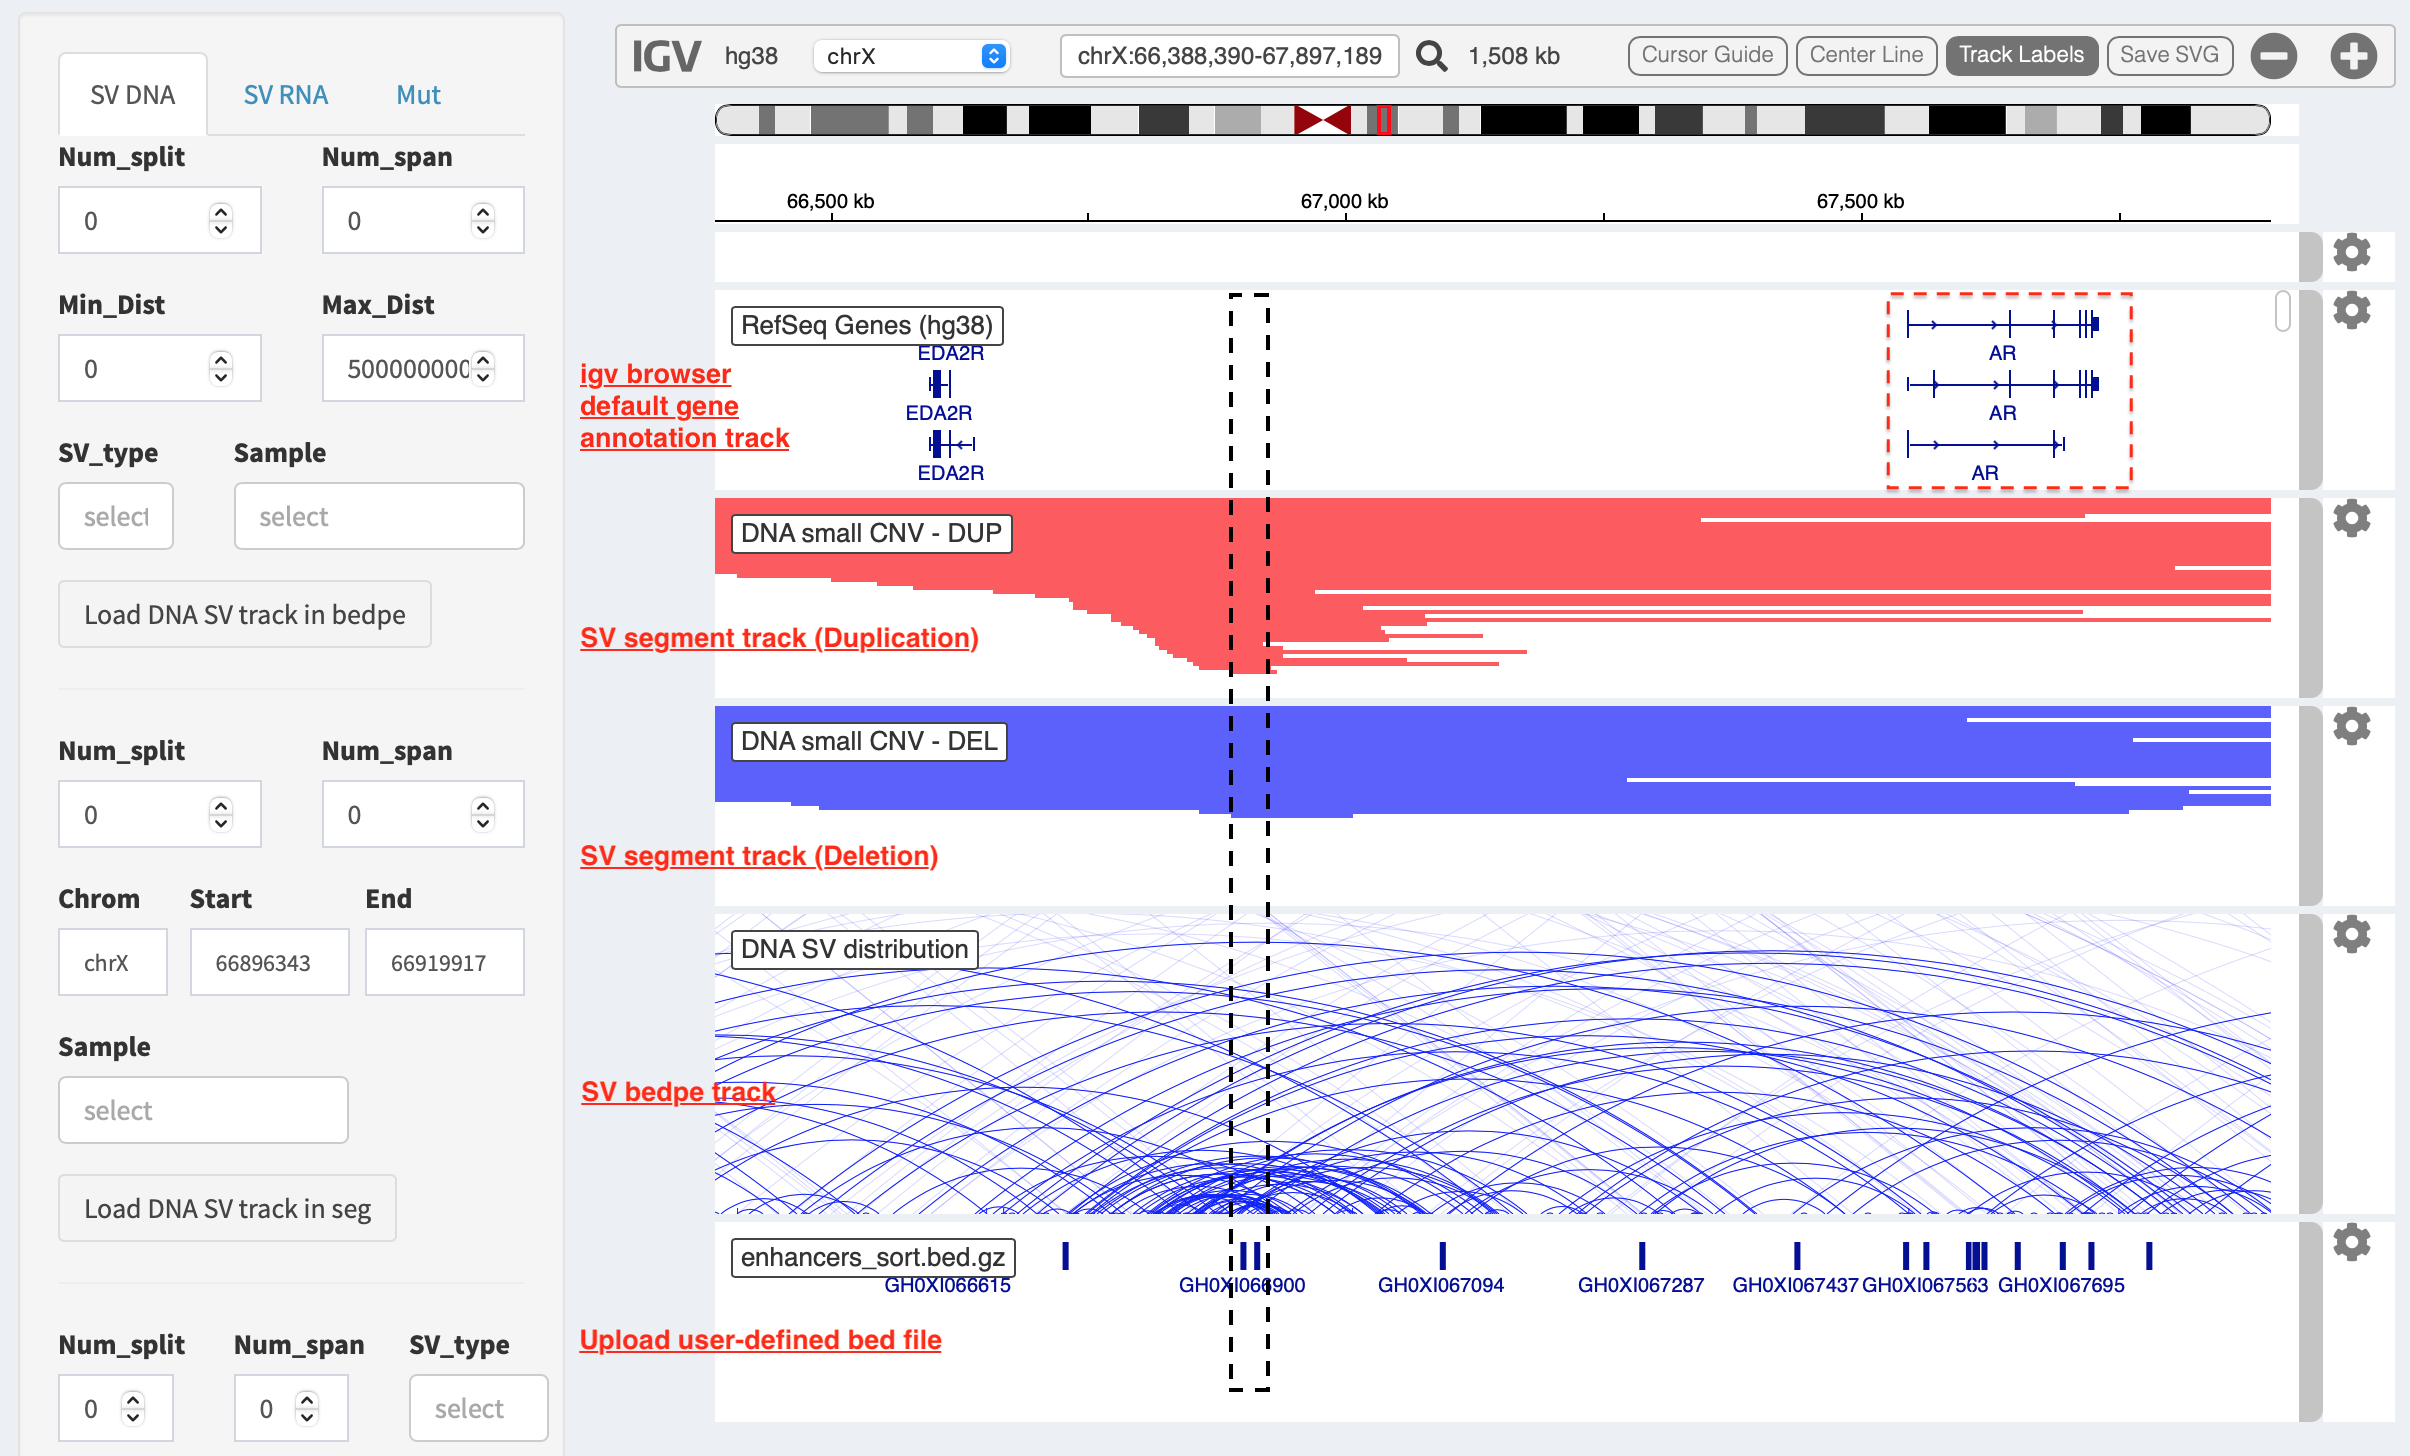 SV DNA SV RNA Mut
Num_split Num_span
0 0
Min_Dist Max_Dist
0 500000000
SV_type Sample
select select
Load DNA SV track in bedpe
Num_split Num_span
0 0
Chrom Start End
chrX 66896343 66919917
Sample
select
Load DNA SV track in seg
Num_split Num_span SV_type
0 0 select
IGV hg38 chrX chrX:66,388,390-67,897,189 1,508 kb Cursor Guide Center Line Track Labels Save SVG
66,500 kb 67,000 kb 67,500 kb
RefSeq Genes (hg38)
EDA2R AR
igv browser
default gene
annotation track
EDA2R AR
EDA2R AR
DNA small CNV - DUP
SV segment track (Duplication)
DNA small CNV - DEL
SV segment track (Deletion)
DNA SV distribution
SV bedpe track
enhancers_sort.bed.gz
GH0XI066615 GH0XI066900 GH0XI067094 GH0XI067287 GH0XI067437 GH0XI067563 GH0XI067695
Upload user-defined bed file